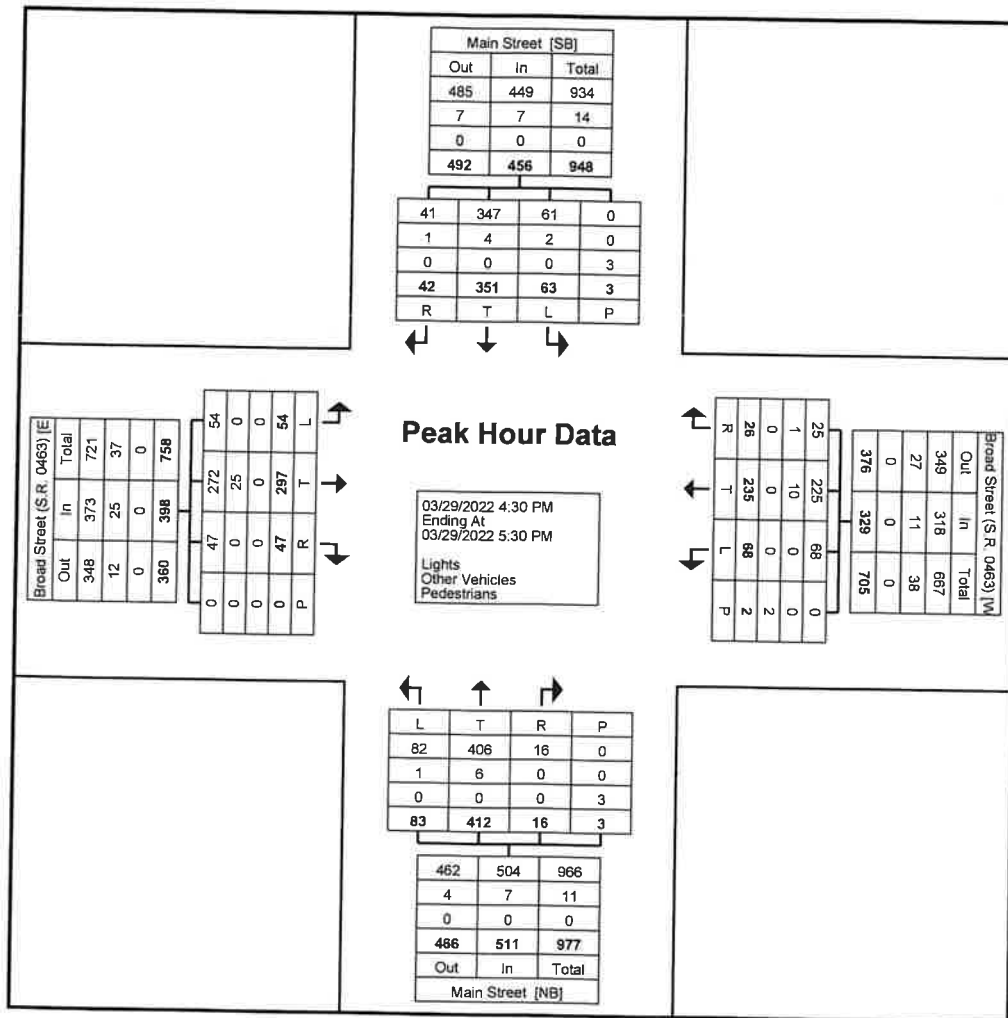 Main Street [SB]
Out In Total
485 449 934
7 7 14
0 0 0
492 456 948
41 347 61 0
1 4 2 0
0 0 0 3
42 351 63 3
R T L P
Broad Street (S.R. 0463) [E
Out In Total
348 373 721
12 25 37
0 0 0
360 398 758
54 272 47 0
0 25 0 0
0 0 0 0
54 297 47 0
L T R P
Peak Hour Data
03/29/2022 4:30 PM
Ending At
03/29/2022 5:30 PM
Lights
Other Vehicles
Pedestrians
R T L P
26 235 68 2
0 0 0 2
1 10 0 0
25 225 68 0
376 329 705
0 0 0
27 11 38
349 318 667
Out In Total
Broad Street (S.R. 0463) [W
L T R P
82 406 16 0
1 6 0 0
0 0 0 3
83 412 16 3
462 504 966
4 7 11
0 0 0
466 511 977
Out In Total
Main Street [NB]